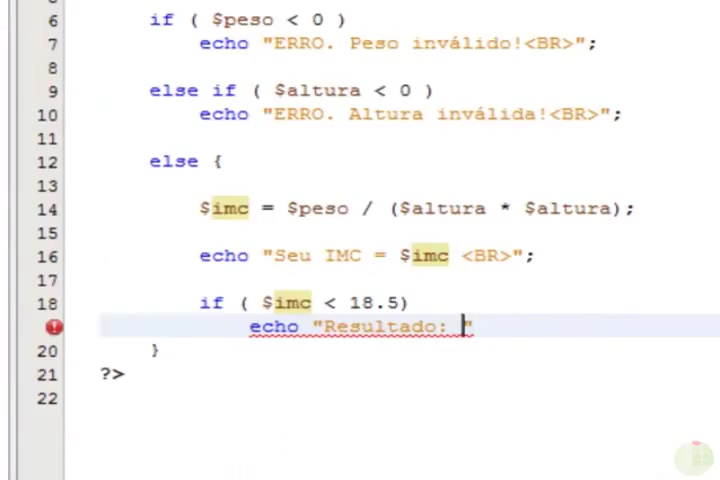 6 if ( $peso < 0 )
7 echo "ERRO. Peso inválido!<BR>";
8
9 else if ( $altura < 0 )
10 echo "ERRO. Altura inválida!<BR>";
11
12 else {
13
14 $imc = $peso / ($altura * $altura);
15
16 echo "Seu IMC = $imc <BR>";
17
18 if ( $imc < 18.5)
echo "Resultado: "
20 }
21 ?>
22